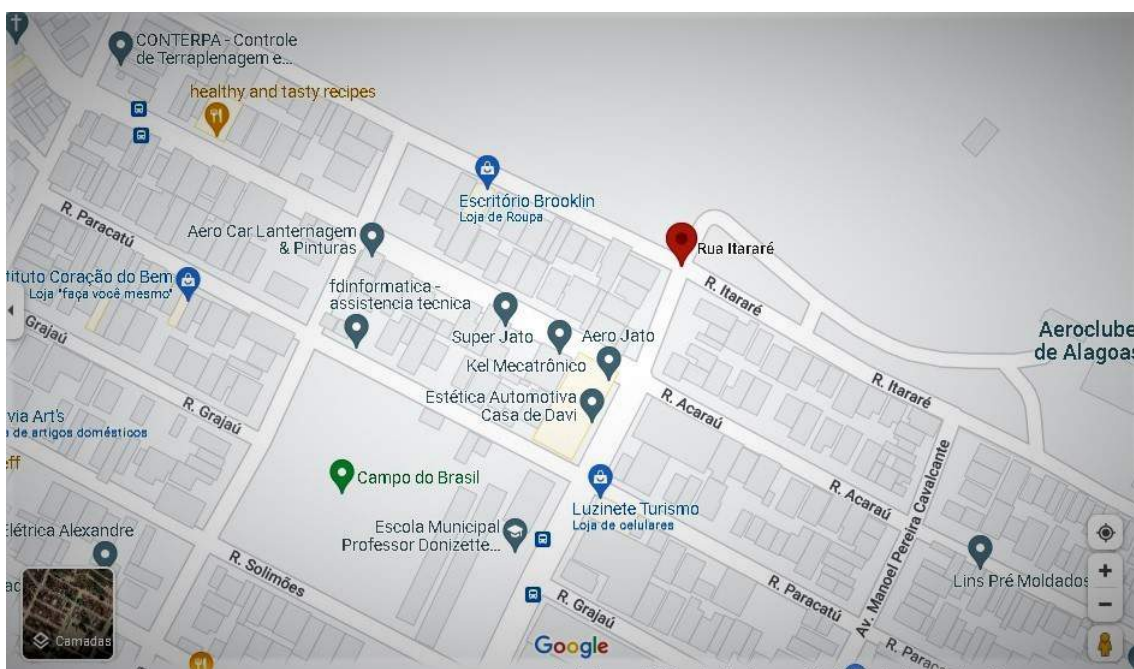 CONTERPA - Controle
de Terraplenagem e...
healthy and tasty recipes
Escritório Brooklin
Loja de Roupa
R. Paracatú
Aero Car Lanternagem
& Pinturas
Rua Itararé
R. Itararé
tituto Coração do Bem
Loja "faça você mesmo"
fdinformatica -
assistencia tecnica
Super Jato
Aero Jato
Kel Mecatrônico
Aeroclube
de Alagoas
Grajaú
R. Grajaú
R. Itararé
Estética Automotiva
Casa de Davi
R. Acaraú
via Art's
de artigos domésticos
eff
Campo do Brasil
Luzinete Turismo
Loja de celulares
R. Acaraú
Av. Manoel Pereira Cavalcante
Elétrica Alexandre
Escola Municipal
Professor Donizette...
R. Solimões
R. Paracatú
Lins Pré Moldados
R. Grajaú
R. Paracatú
Camadas
Google